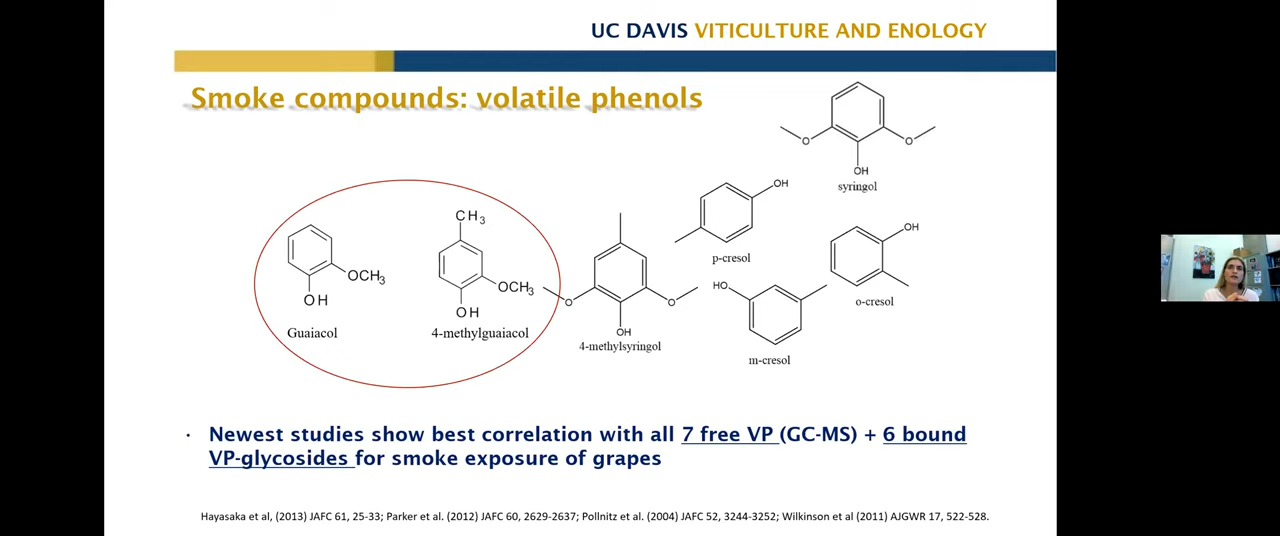 UC DAVIS VITICULTURE AND ENOLOGY
Smoke compounds: volatile phenols
O
O
OH
syringol
OH
p-cresol
OH
o-cresol
HO
m-cresol
OCH3
OH
Guaiacol
CH3
OCH3
OH
4-methylguaiacol
O
O
OH
4-methylsyringol
· Newest studies show best correlation with all 7 free VP (GC-MS) + 6 bound
VP-glycosides for smoke exposure of grapes
Hayasaka et al, (2013) JAFC 61, 25-33; Parker et al. (2012) JAFC 60, 2629-2637; Pollnitz et al. (2004) JAFC 52, 3244-3252; Wilkinson et al (2011) AJGWR 17, 522-528.